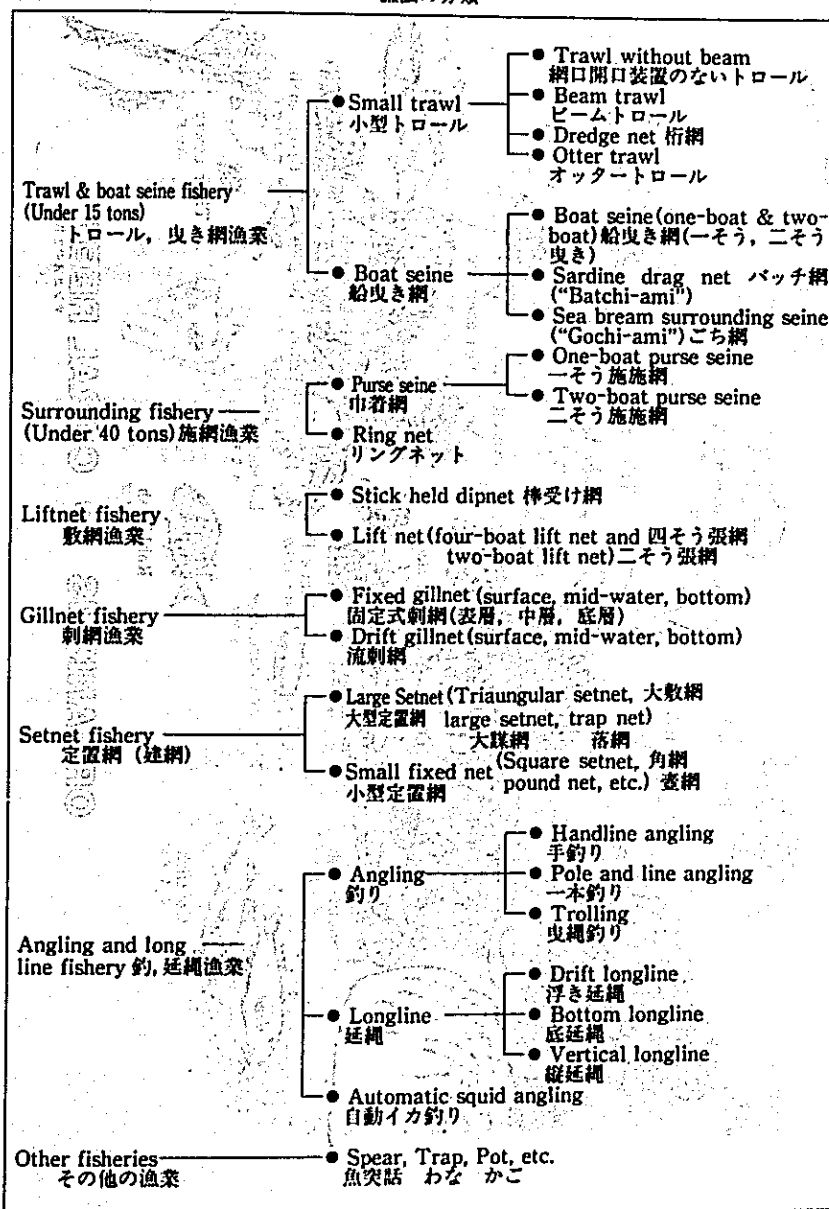 Trawl & boat seine fishery
(Under 15 tons)
トロール, 曳き網漁業
● Small trawl
小型トロール
● Trawl without beam
網口開口装置のないトロール
● Beam trawl
ビームトロール
● Dredge net 桁網
● Otter trawl
オッタートロール
● Boat seine
船曳き網
● Boat seine(one-boat & two-
boat)船曳き網(一そう, 二そう
曳き)
● Sardine drag net バッチ網
("Batchi-ami")
● Sea bream surrounding seine
("Gochi-ami")ごち網
Surrounding fishery
(Under 40 tons)施網漁業
● Purse seine
巾着網
● One-boat purse seine
一そう施施網
● Two-boat purse seine
二そう施施網
● Ring net
リングネット
Liftnet fishery
敷網漁業
● Stick held dipnet 棒受け網
● Lift net(four-boat lift net and 四そう張網
two-boat lift net)二そう張網
Gillnet fishery
刺網漁業
● Fixed gillnet(surface, mid-water, bottom)
固定式刺網(表層, 中層, 底層)
● Drift gillnet(surface, mid-water, bottom)
流刺網
Setnet fishery
定置網 (建網)
● Large Setnet(Triaungular setnet, 大敷網
大型定置網 large setnet, trap net)
大謀網 落網
● Small fixed net (Square setnet, 角網
小型定置網 pound net, etc.) 壺網
Angling and long
line fishery 釣, 延縄漁業
● Angling
釣り
● Handline angling
手釣り
● Pole and line angling
一本釣り
● Trolling
曳縄釣り
● Longline
延縄
● Drift longline
浮き延縄
● Bottom longline
底延縄
● Vertical longline
縦延縄
● Automatic squid angling
自動イカ釣り
Other fisheries
その他の漁業
● Spear, Trap, Pot, etc.
魚突話 わな かご